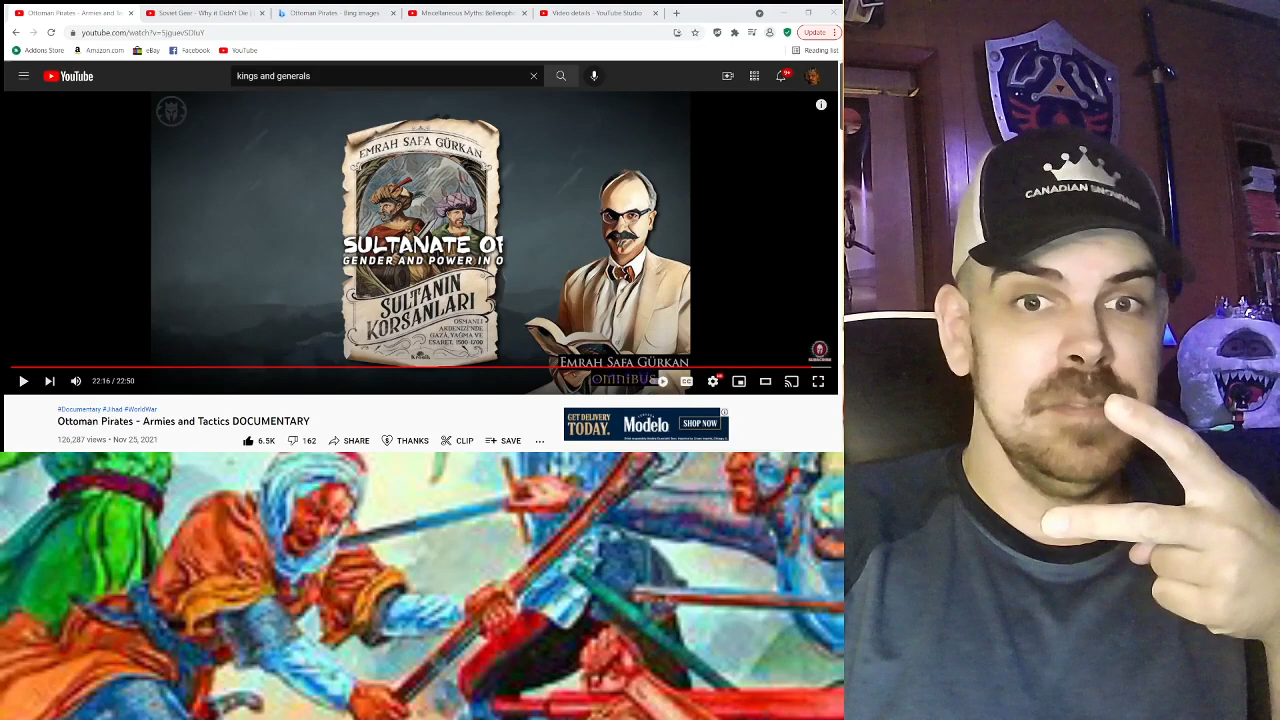 Ottoman Pirates - Armies and Ta
Soviet Gear - Why it Didn't Die
Ottoman Pirates - Bing images
Miscellaneous Myths: Belleroph
Video details - YouTube Studio
youtube.com/watch?v=5jguevSDIuY
Update
Addons Store
Amazon.com
eBay
Facebook
YouTube
Reading list
YouTube
kings and generals
9+
EMRAH SAFA GÜRKAN
SULTANATE OF
GENDER AND POWER IN O
SULTANIN
KORSANLARI
OSMANLI
AKDENİZİ'NDE
GAZÂ, YAĞMA VE
ESARET, 1500-1700
EMRAH SAFA GÜRKAN
OMNIBUS
SUBSCRIBE
22:16 / 22:50
CC
#Documentary #Jihad #WorldWar
Ottoman Pirates - Armies and Tactics DOCUMENTARY
126,287 views • Nov 25, 2021
6.5K
162
SHARE
THANKS
CLIP
SAVE
GET DELIVERY
TODAY.
Modelo
SHOP NOW
CANADIAN SNOWMAN